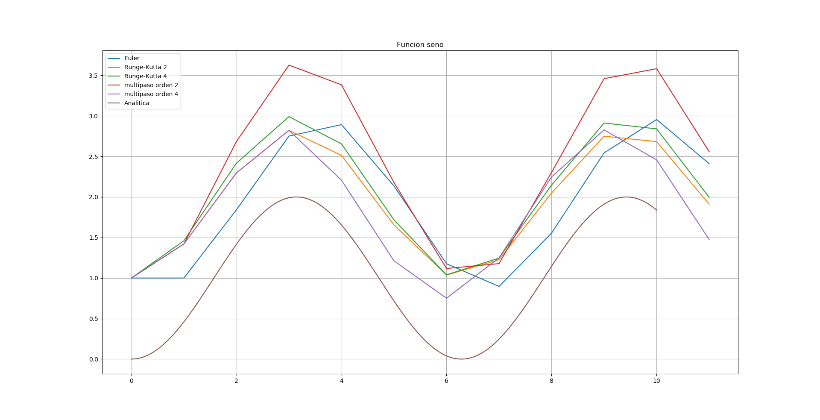 Funcion seno
Euler
Runge-Kutta 2
Runge-Kutta 4
multipaso orden 2
multipaso orden 4
Analitica
3.5
3.0
2.5
2.0
1.5
1.0
0.5
0.0
0 2 4 6 8 10